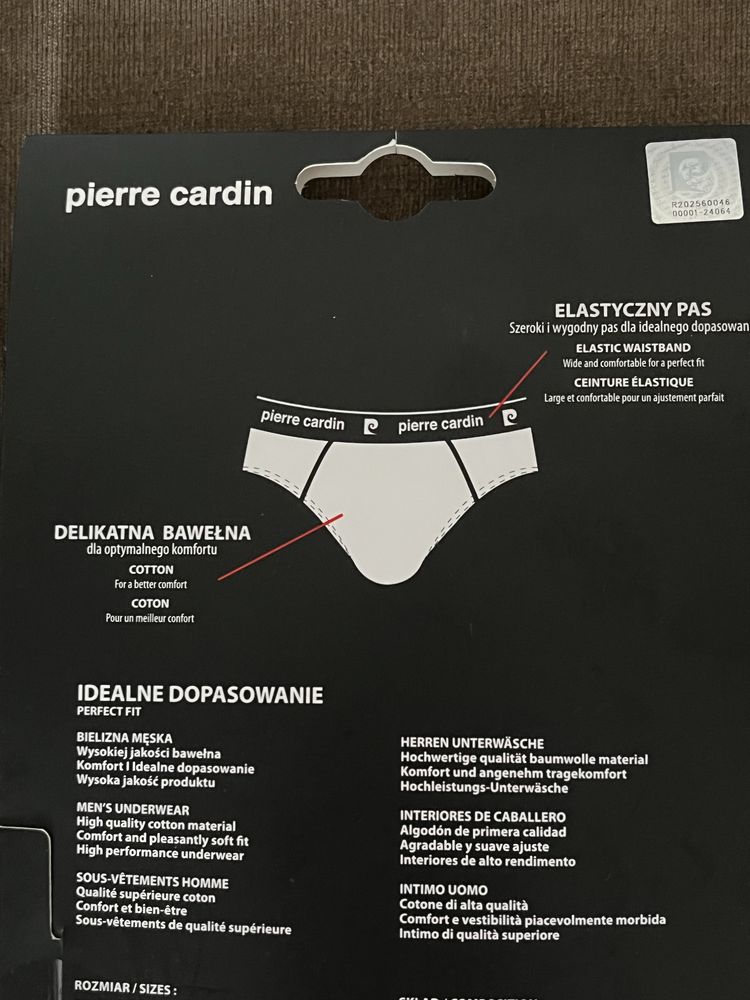 pierre cardin
R202560046
00001-24064
ELASTYCZNY PAS
Szeroki i wygodny pas dla idealnego
ELASTIC WAISTBAND
Wide and comfortable for a perfect fit
CEINTURE ÉLASTIQUE
Large et confortable pour un ajustement parfait
pierre cardin pierre cardin
DELIKATNA BAWEŁNA
dla optymalnego komfortu
COTTON
For a better comfort
COTON
Pour un meilleur confort
IDEALNE DOPASOWANIE
PERFECT FIT
BIELIZNA MĘSKA
Wysokiej jakości bawełna
Komfort I Idealne dopasowanie
Wysoka jakość produktu
MEN'S UNDERWEAR
High quality cotton material
Comfort and pleasantly soft fit
High performance underwear
SOUS-VÊTEMENTS HOMME
Qualité supérieure coton
Confort et bien-être
Sous-vêtements de qualité supérieure
ROZMIAR / SIZES :
HERREN UNTERWÄSCHE
Hochwertige qualität baumwolle material
Komfort und angenehm tragekomfort
Hochleistungs-Unterwäsche
INTERIORES DE CABALLERO
Algodón de primera calidad
Agradable y suave ajuste
Interiores de alto rendimento
INTIMO UOMO
Cotone di alta qualità
Comfort e vestibilità piacevolmente morbida
Intimo di qualità superiore